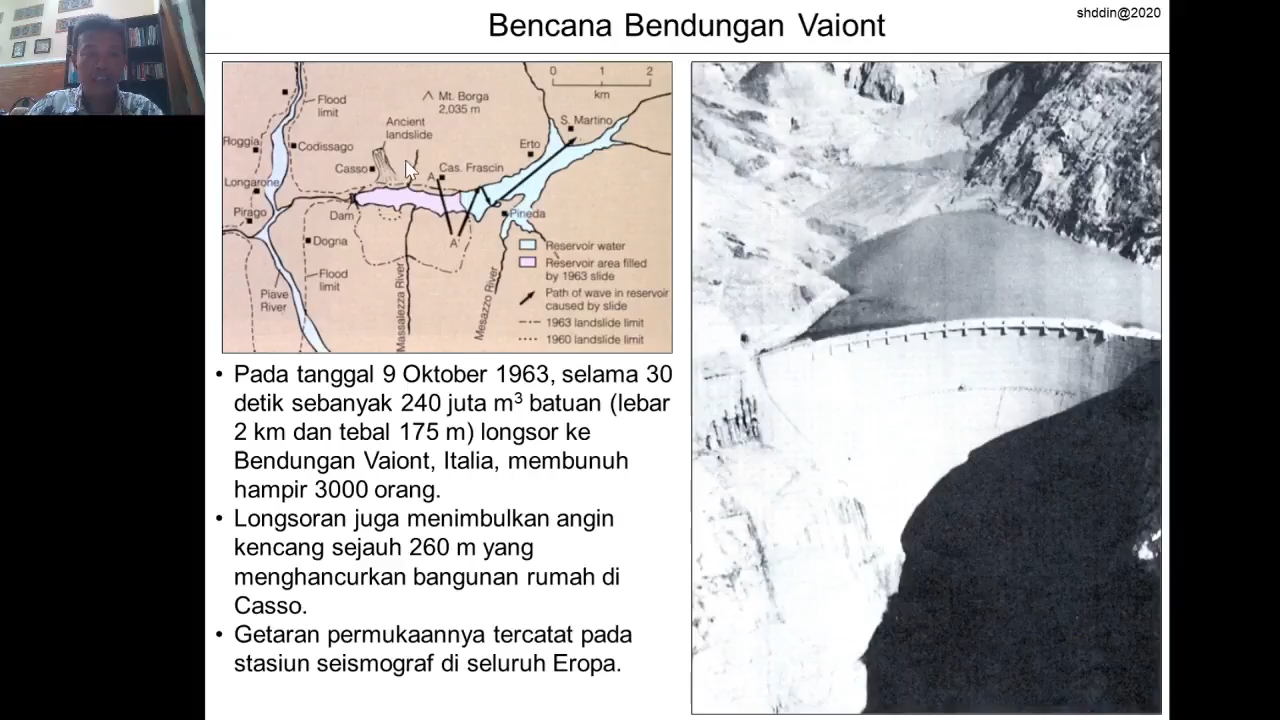 Bencana Bendungan Vaiont
shddin@2020
0 1 2
km
Flood
limit
Mt. Borga
2,035 m
Ancient
landslide
S. Martino
Roggia
Codissago
Erto
Casso
Cas. Frascin
Longarone
A
Pirago
Dam
Pineda
Dogna
A'
Reservoir water
Reservoir area filled
by 1963 slide
Flood
limit
Piave
River
Massalezza River
Mesazzo River
Path of wave in reservoir
caused by slide
1963 landslide limit
1960 landslide limit
• Pada tanggal 9 Oktober 1963, selama 30
detik sebanyak 240 juta m³ batuan (lebar
2 km dan tebal 175 m) longsor ke
Bendungan Vaiont, Italia, membunuh
hampir 3000 orang.
• Longsoran juga menimbulkan angin
kencang sejauh 260 m yang
menghancurkan bangunan rumah di
Casso.
• Getaran permukaannya tercatat pada
stasiun seismograf di seluruh Eropa.